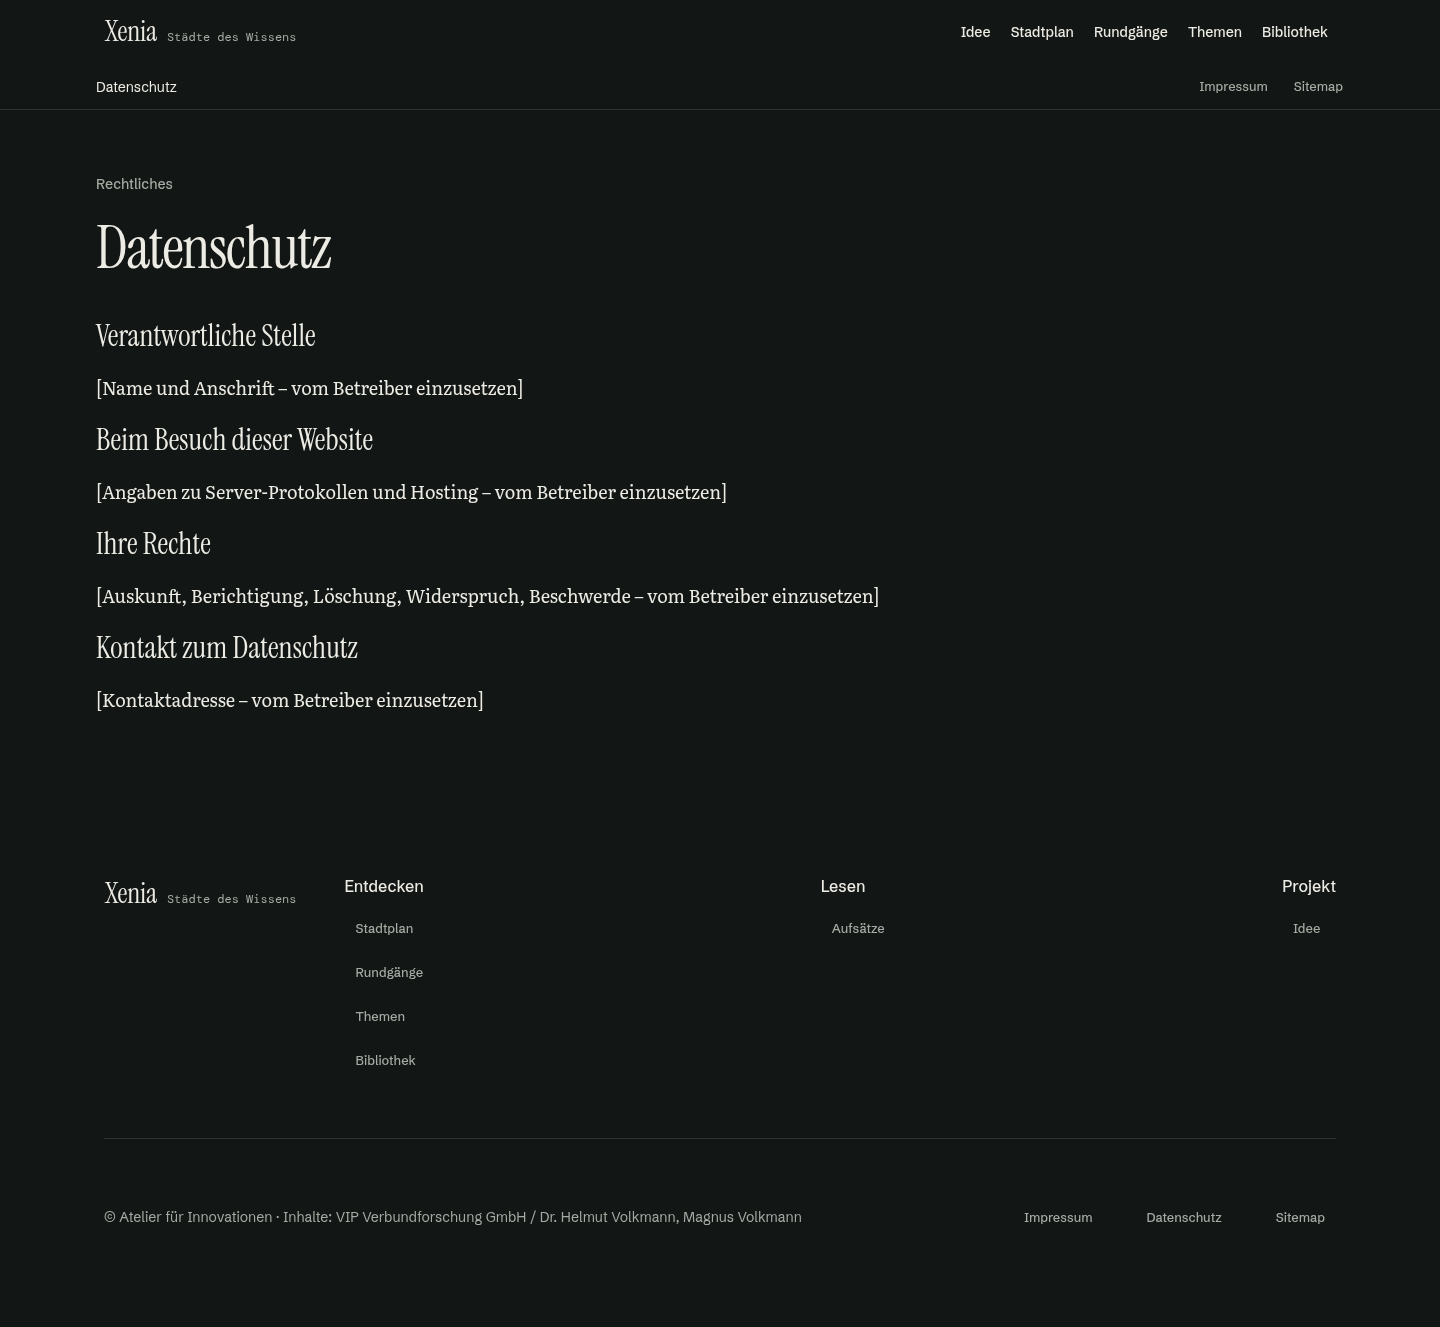 Xenia Städte des Wissens
Idee Stadtplan Rundgänge Themen Bibliothek
Datenschutz
Impressum Sitemap
Rechtliches
Datenschutz
Verantwortliche Stelle
[Name und Anschrift – vom Betreiber einzusetzen]
Beim Besuch dieser Website
[Angaben zu Server-Protokollen und Hosting – vom Betreiber einzusetzen]
Ihre Rechte
[Auskunft, Berichtigung, Löschung, Widerspruch, Beschwerde – vom Betreiber einzusetzen]
Kontakt zum Datenschutz
[Kontaktadresse – vom Betreiber einzusetzen]
Xenia Städte des Wissens
Entdecken
Stadtplan
Rundgänge
Themen
Bibliothek
Lesen
Aufsätze
Projekt
Idee
© Atelier für Innovationen · Inhalte: VIP Verbundforschung GmbH / Dr. Helmut Volkmann, Magnus Volkmann
Impressum Datenschutz Sitemap